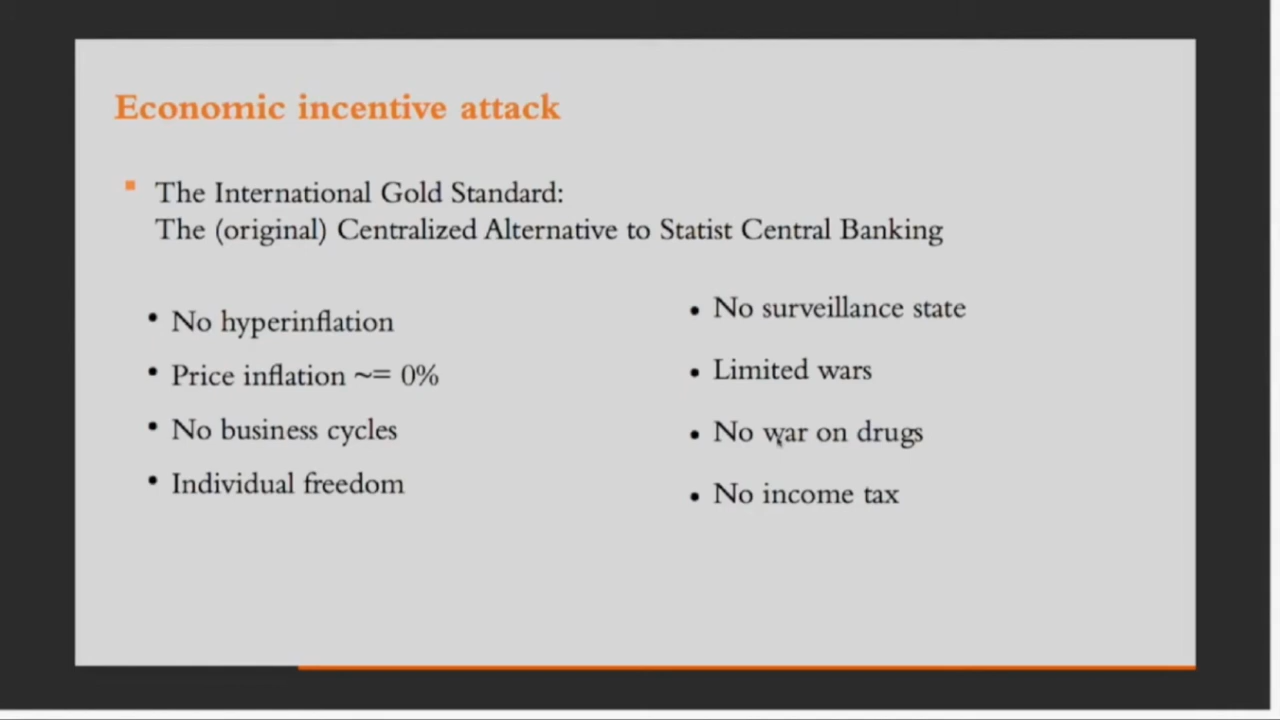 Economic incentive attack
The International Gold Standard:
The (original) Centralized Alternative to Statist Central Banking
• No hyperinflation
• Price inflation ~= 0%
• No business cycles
• Individual freedom
• No surveillance state
• Limited wars
• No war on drugs
• No income tax